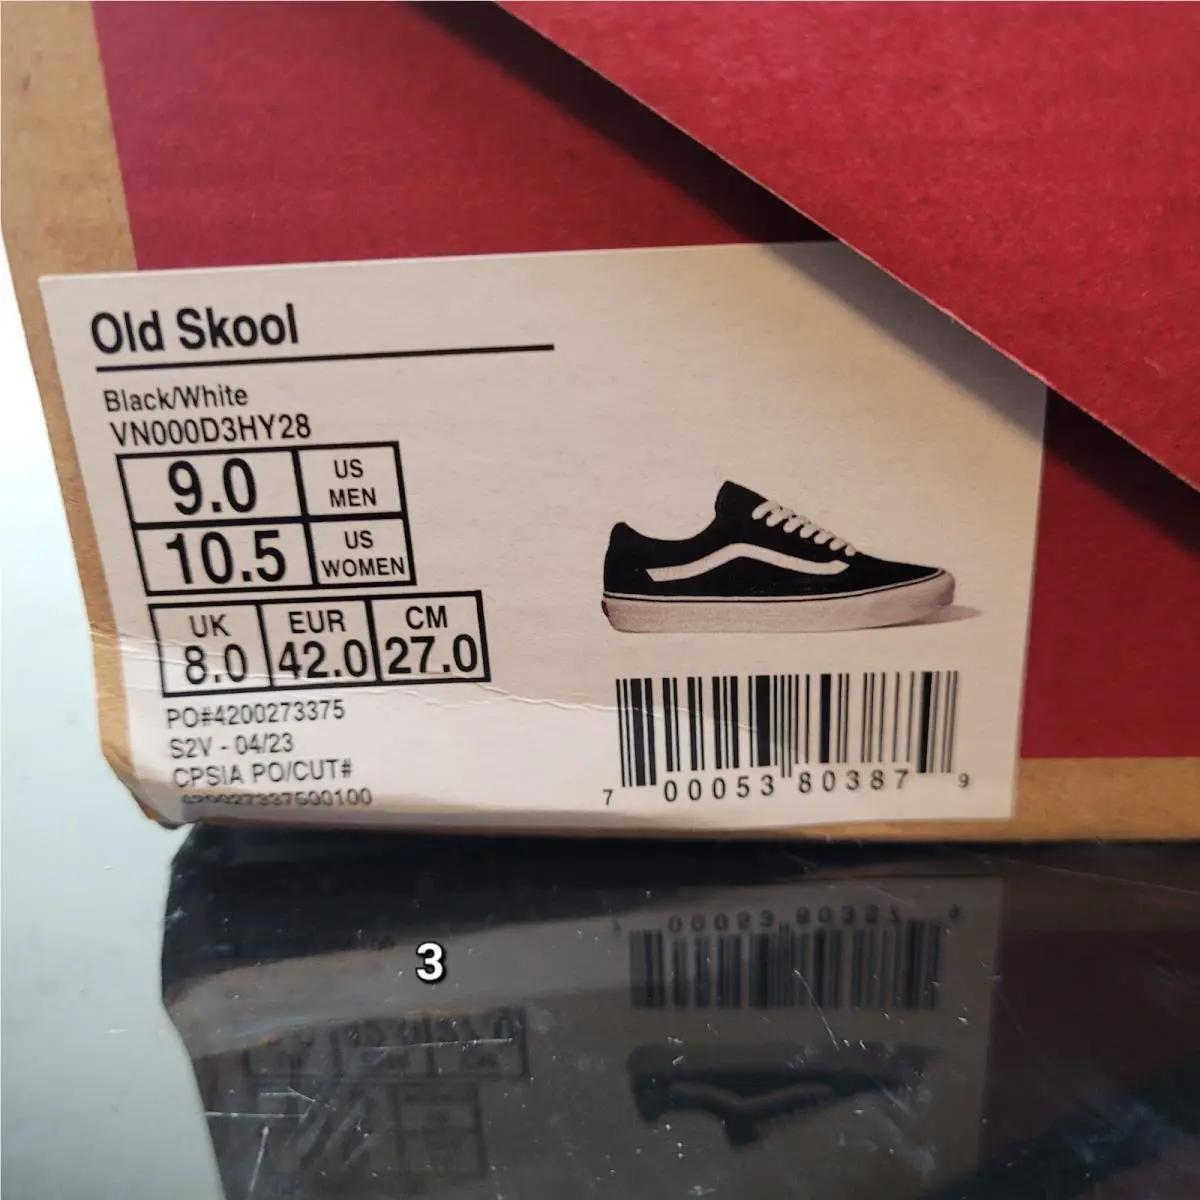 Old Skool
Black/White
VN000D3HY28
9.0 US MEN
10.5 US WOMEN
UK EUR CM
8.0 42.0 27.0
PO#4200273375
S2V - 04/23
CPSIA PO/CUT#
420027337500100
7 00053 80387 9
3